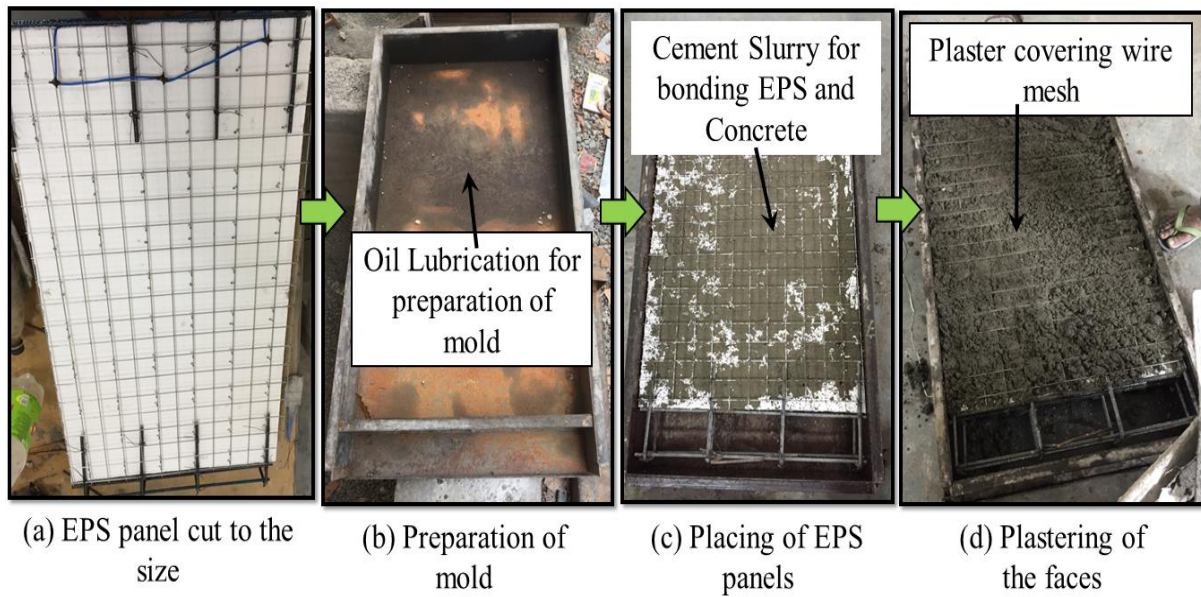 Oil Lubrication for
preparation of
mold
Cement Slurry for
bonding EPS and
Concrete
Plaster covering wire
mesh
(a) EPS panel cut to the
size
(b) Preparation of
mold
(c) Placing of EPS
panels
(d) Plastering of
the faces